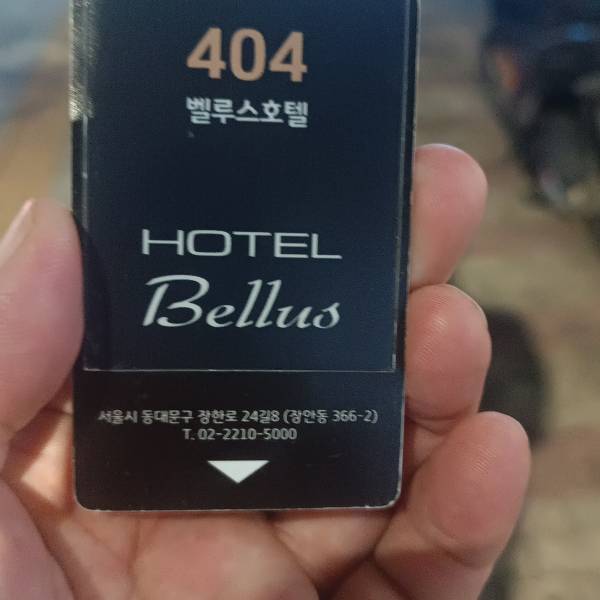 404
벨루스호텔
HOTEL
Bellus
서울시 동대문구 장한로 24길8 (장안동 366-2)
T. 02-2210-5000